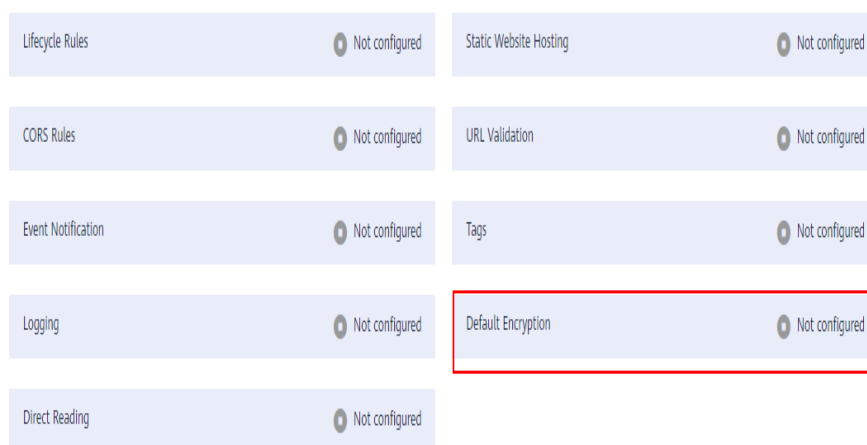 Lifecycle Rules Not configured Static Website Hosting Not configured
CORS Rules Not configured URL Validation Not configured
Event Notification Not configured Tags Not configured
Logging Not configured Default Encryption Not configured
Direct Reading Not configured